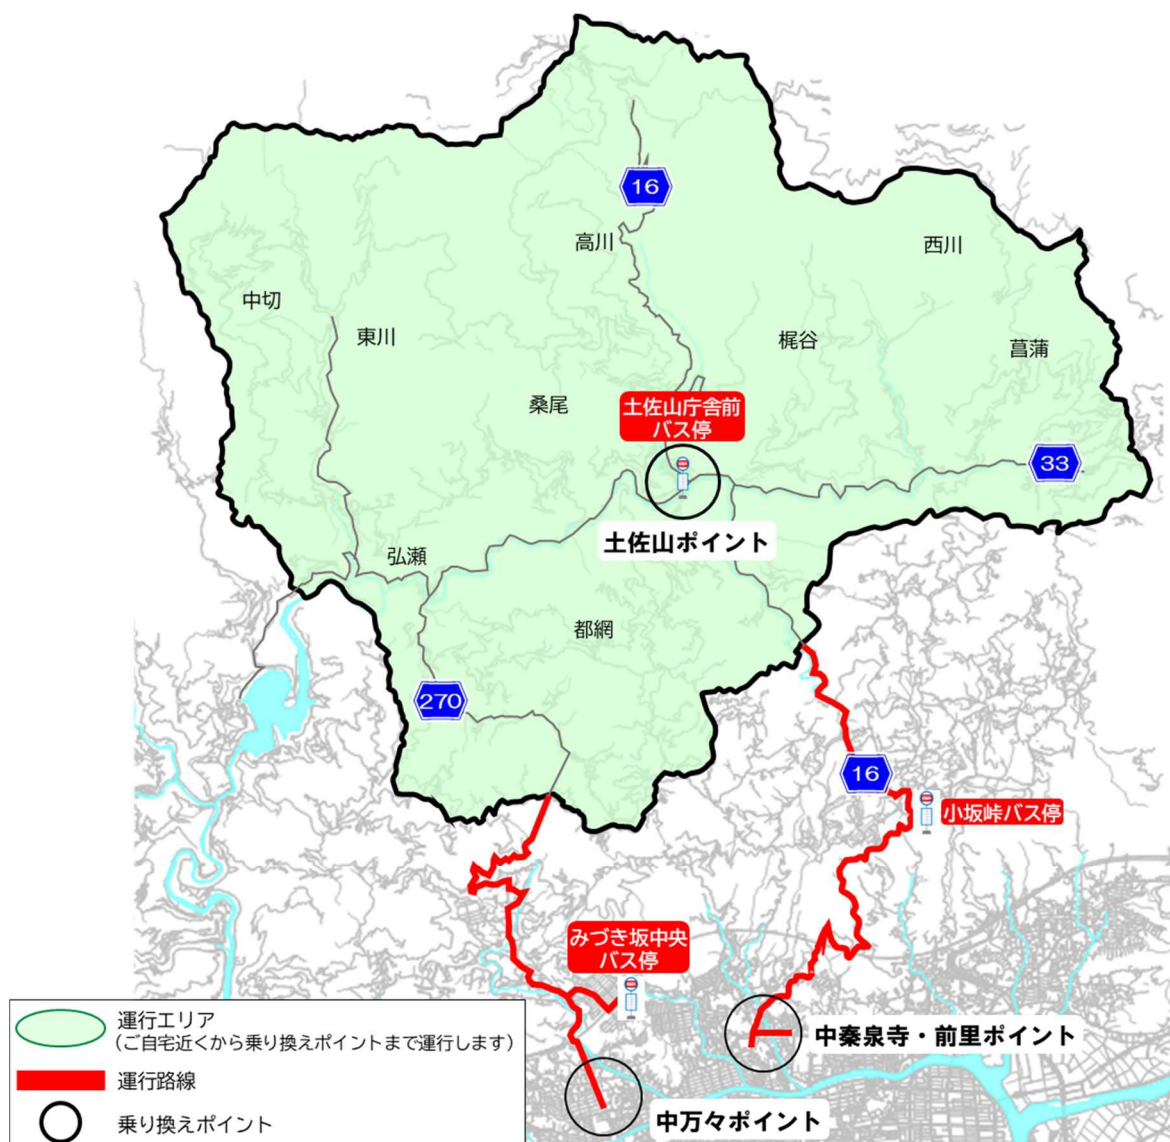 16
高川
西川
中切
東川
梶谷
菖蒲
桑尾
土佐山庁舎前
バス停
33
土佐山ポイント
弘瀬
都網
270
16
小坂峠バス停
みづき坂中央
バス停
中秦泉寺・前里ポイント
中万々ポイント
運行エリア
(ご自宅近くから乗り換えポイントまで運行します)
運行路線
乗り換えポイント